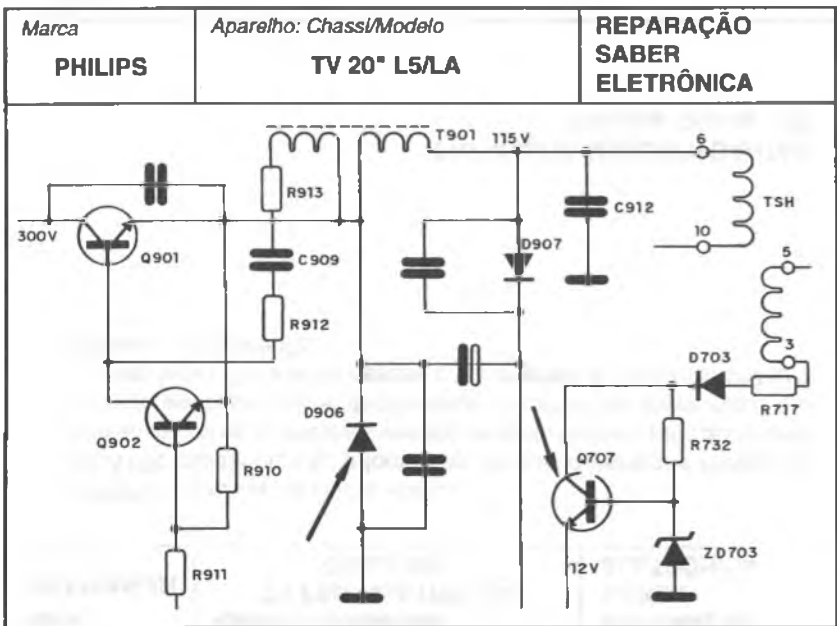 Marca
PHILIPS
Aparelho: Chassi/Modelo
TV 20" L5/LA
REPARAÇÃO
SABER
ELETRÔNICA
T901
115V
6
R913
C912
TSH
300V
Q901
C909
D907
10
5
R912
3
D703
D906
R717
Q902
R910
Q707
R732
R911
12V
ZD703